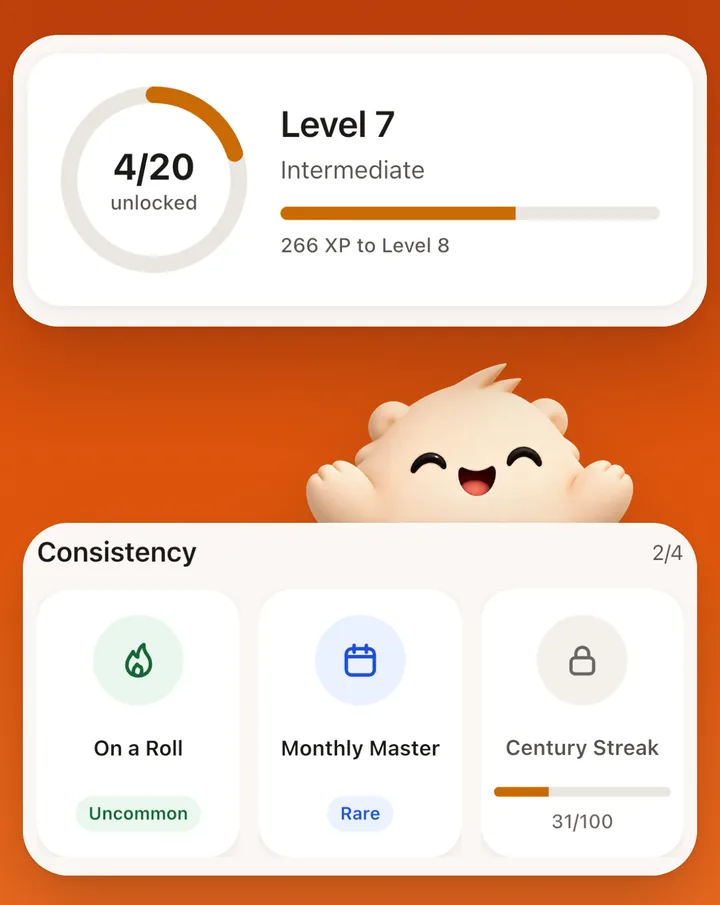 4/20
unlocked
Level 7
Intermediate
266 XP to Level 8
Consistency
2/4
On a Roll
Uncommon
Monthly Master
Rare
Century Streak
31/100